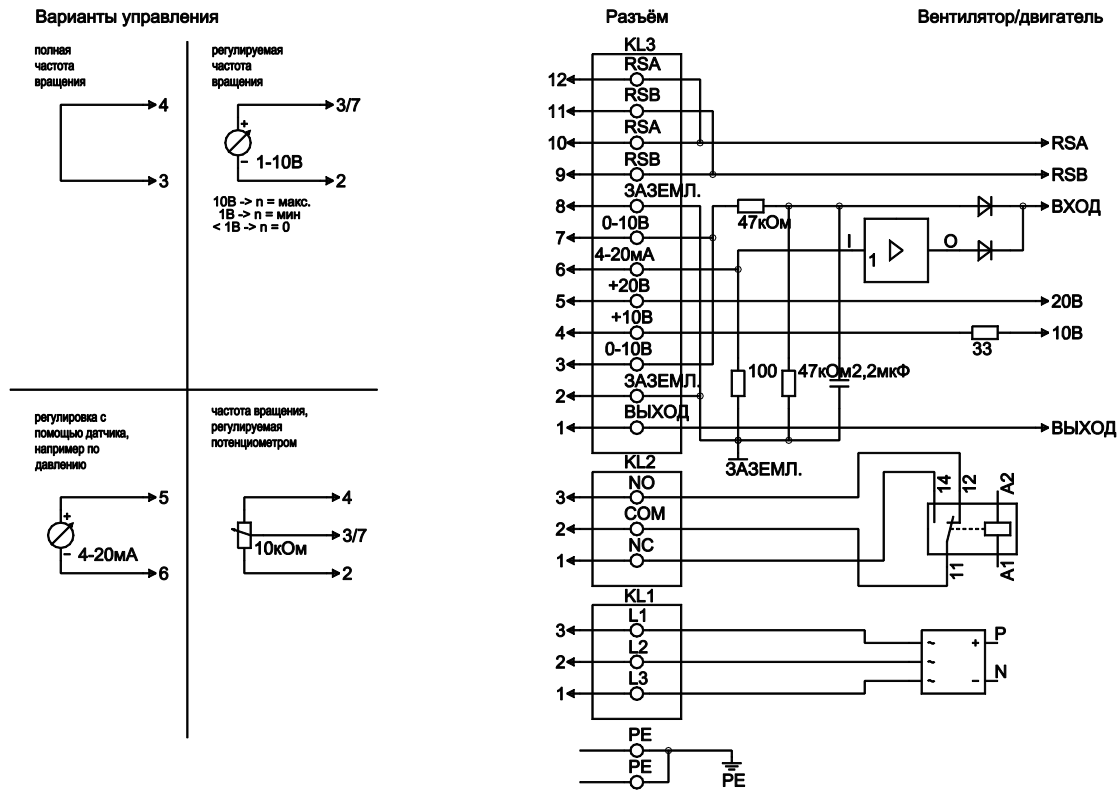 Варианты управления
Разъём
Вентилятор/двигатель
полная
частота
вращения
4
3
регулируемая
частота
вращения
3/7
+
−
1-10В
2
10В -> n = макс.
1В -> n = мин
< 1В -> n = 0
регулировка с
помощью датчика,
например по
давлению
5
+
−
4-20мА
6
частота вращения,
регулируемая
потенциометром
4
3/7
10кОм
2
KL3
12
RSA
11
RSB
10
RSA
RSA
9
RSB
RSB
8
ЗАЗЕМЛ.
47кОм
ВХОД
7
0-10В
I
1
O
6
4-20мА
5
+20В
20В
4
+10В
33
10В
3
0-10В
100
47кОм
2,2мкФ
2
ЗАЗЕМЛ.
1
ВЫХОД
ВЫХОД
ЗАЗЕМЛ.
KL2
3
NO
2
COM
1
NC
14
12
A2
11
A1
KL1
3
L1
2
L2
1
L3
~
~
~
+
−
P
N
PE
PE
PE